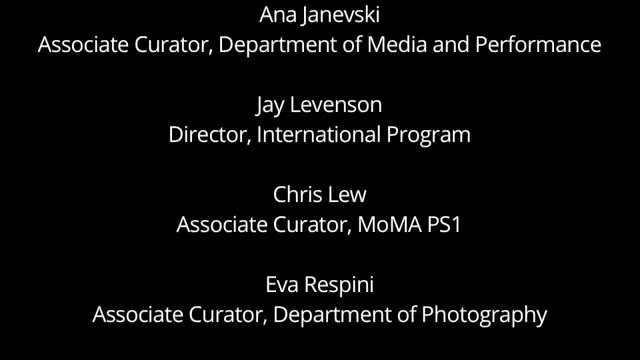 Ana Janevski
Associate Curator, Department of Media and Performance
Jay Levenson
Director, International Program
Chris Lew
Associate Curator, MoMA PS1
Eva Respini
Associate Curator, Department of Photography